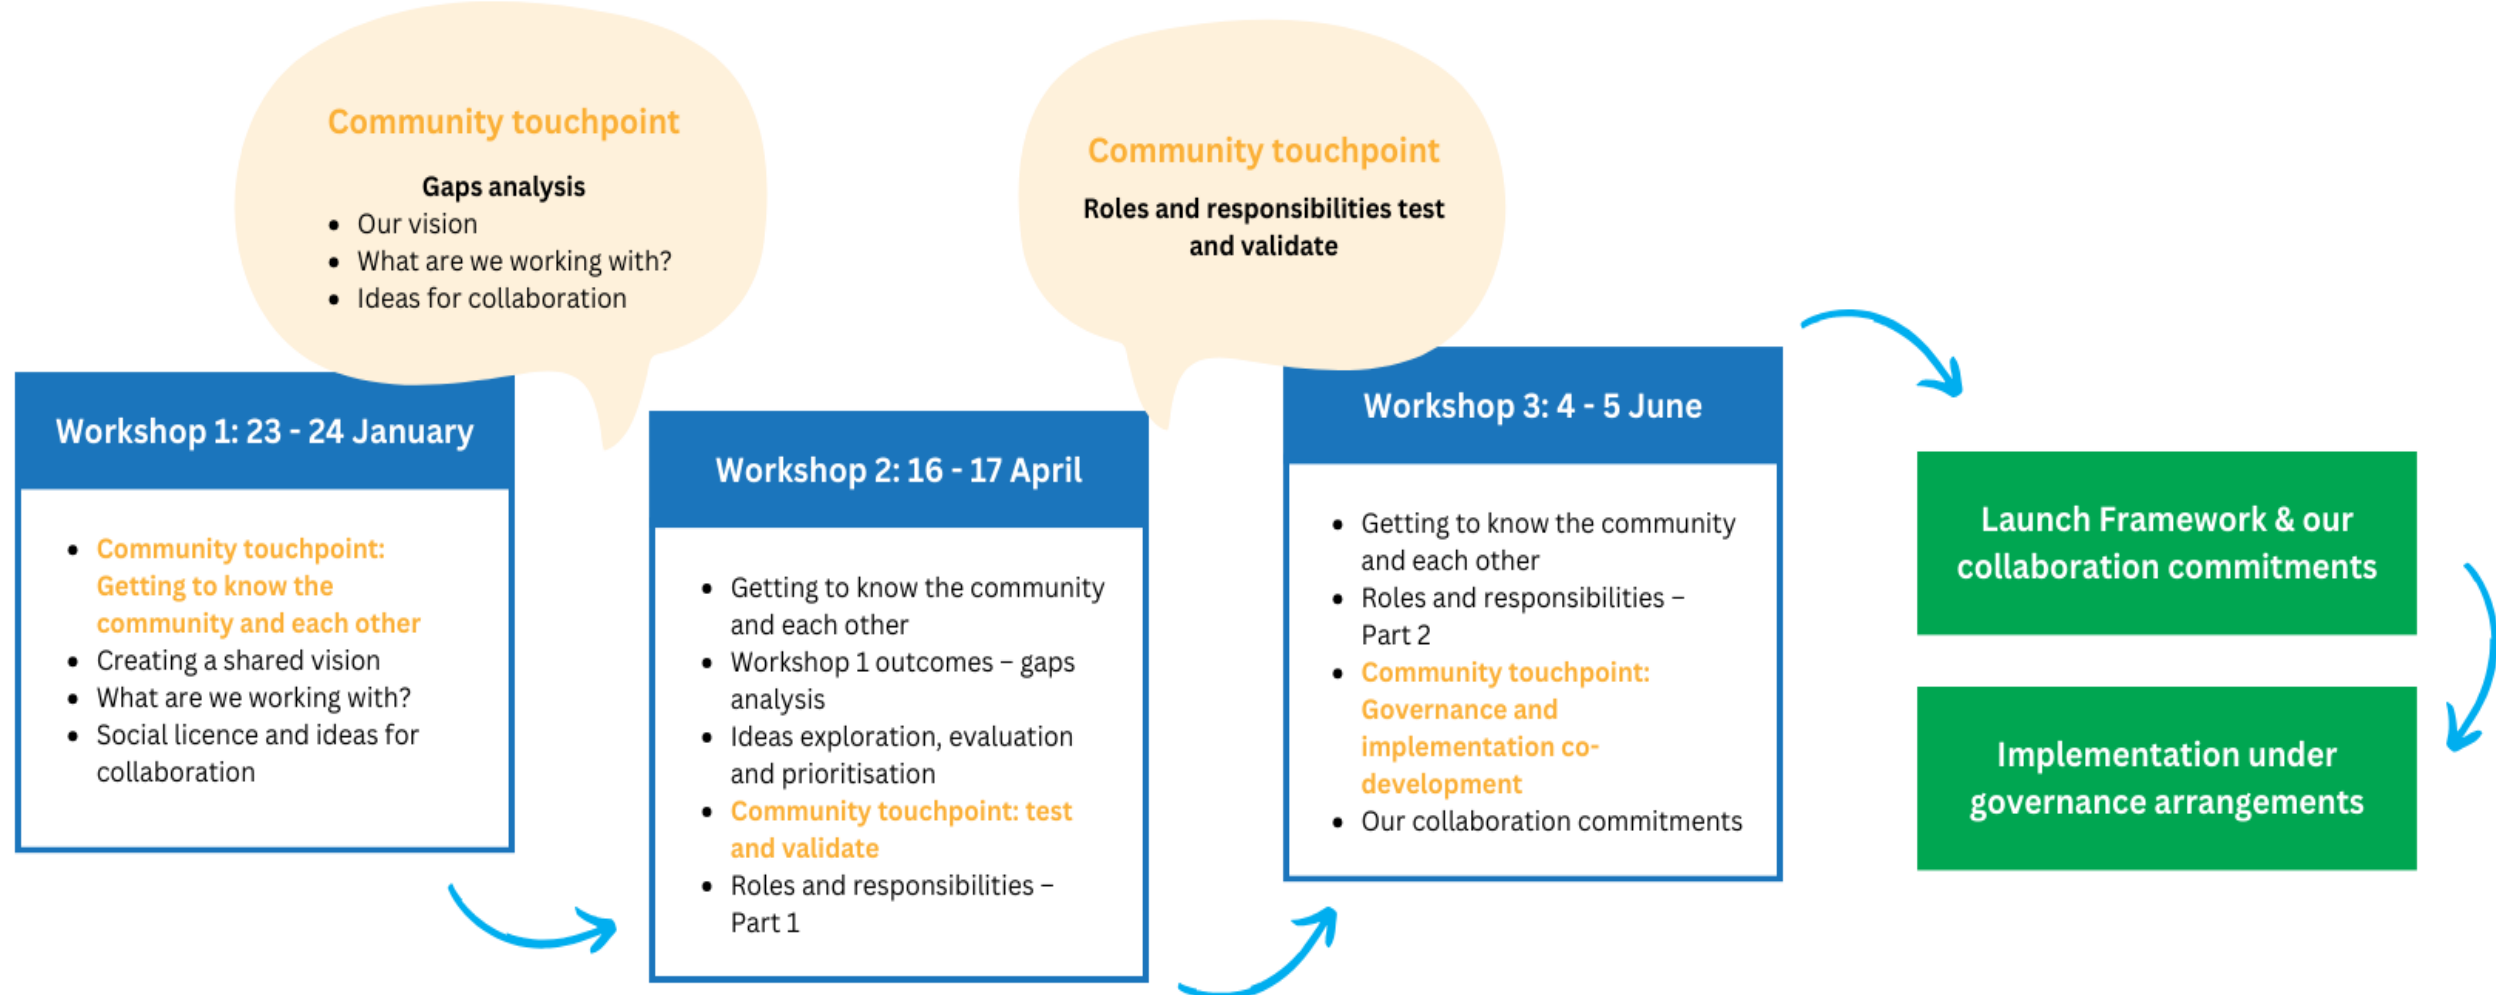 Community touchpoint
Gaps analysis
• Our vision
• What are we working with?
• Ideas for collaboration
Community touchpoint
Roles and responsibilities test
and validate
Workshop 1: 23 - 24 January
• Community touchpoint:
Getting to know the
community and each other
• Creating a shared vision
• What are we working with?
• Social licence and ideas for
collaboration
Workshop 2: 16 - 17 April
• Getting to know the community
and each other
• Workshop 1 outcomes – gaps
analysis
• Ideas exploration, evaluation
and prioritisation
• Community touchpoint: test
and validate
• Roles and responsibilities –
Part 1
Workshop 3: 4 - 5 June
• Getting to know the community
and each other
• Roles and responsibilities –
Part 2
• Community touchpoint:
Governance and
implementation co-
development
• Our collaboration commitments
Launch Framework & our
collaboration commitments
Implementation under
governance arrangements